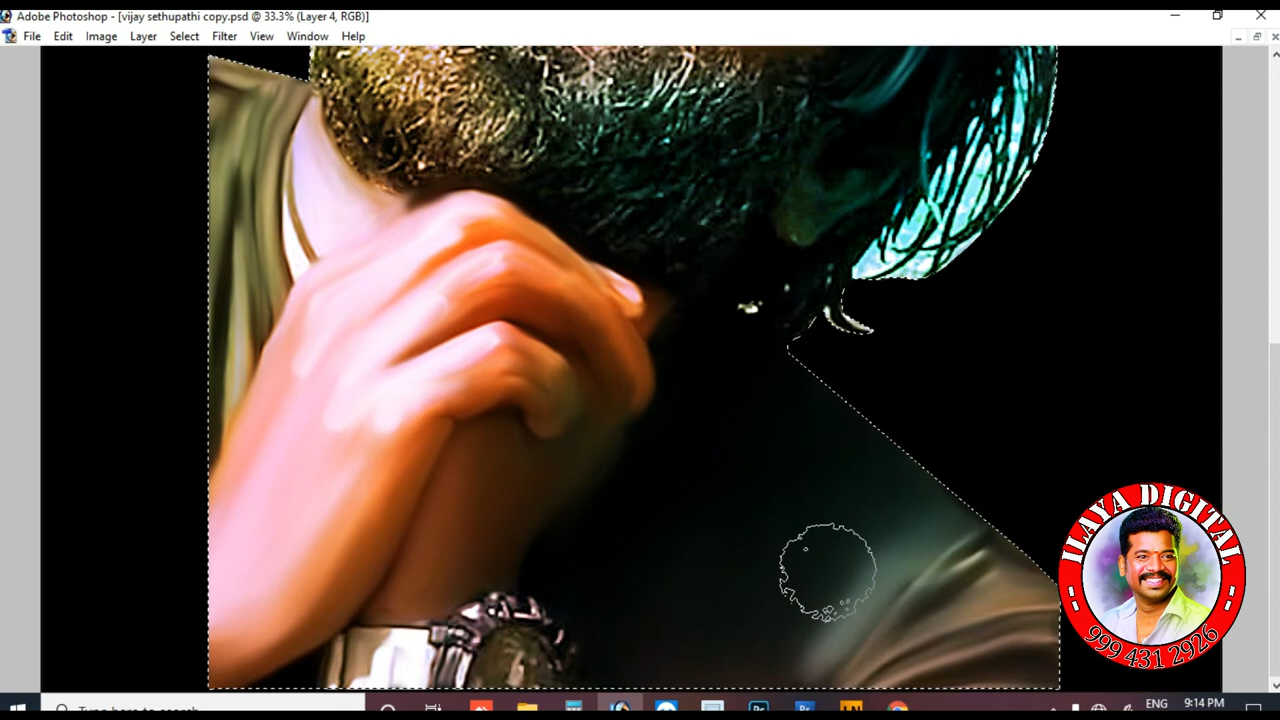 Adobe Photoshop - [vijay sethupathi copy.psd @ 33.3% (Layer 4, RGB)]
File Edit Image Layer Select Filter View Window Help
ILAYA DIGITAL
999 431 2926
ENG 9:14 PM